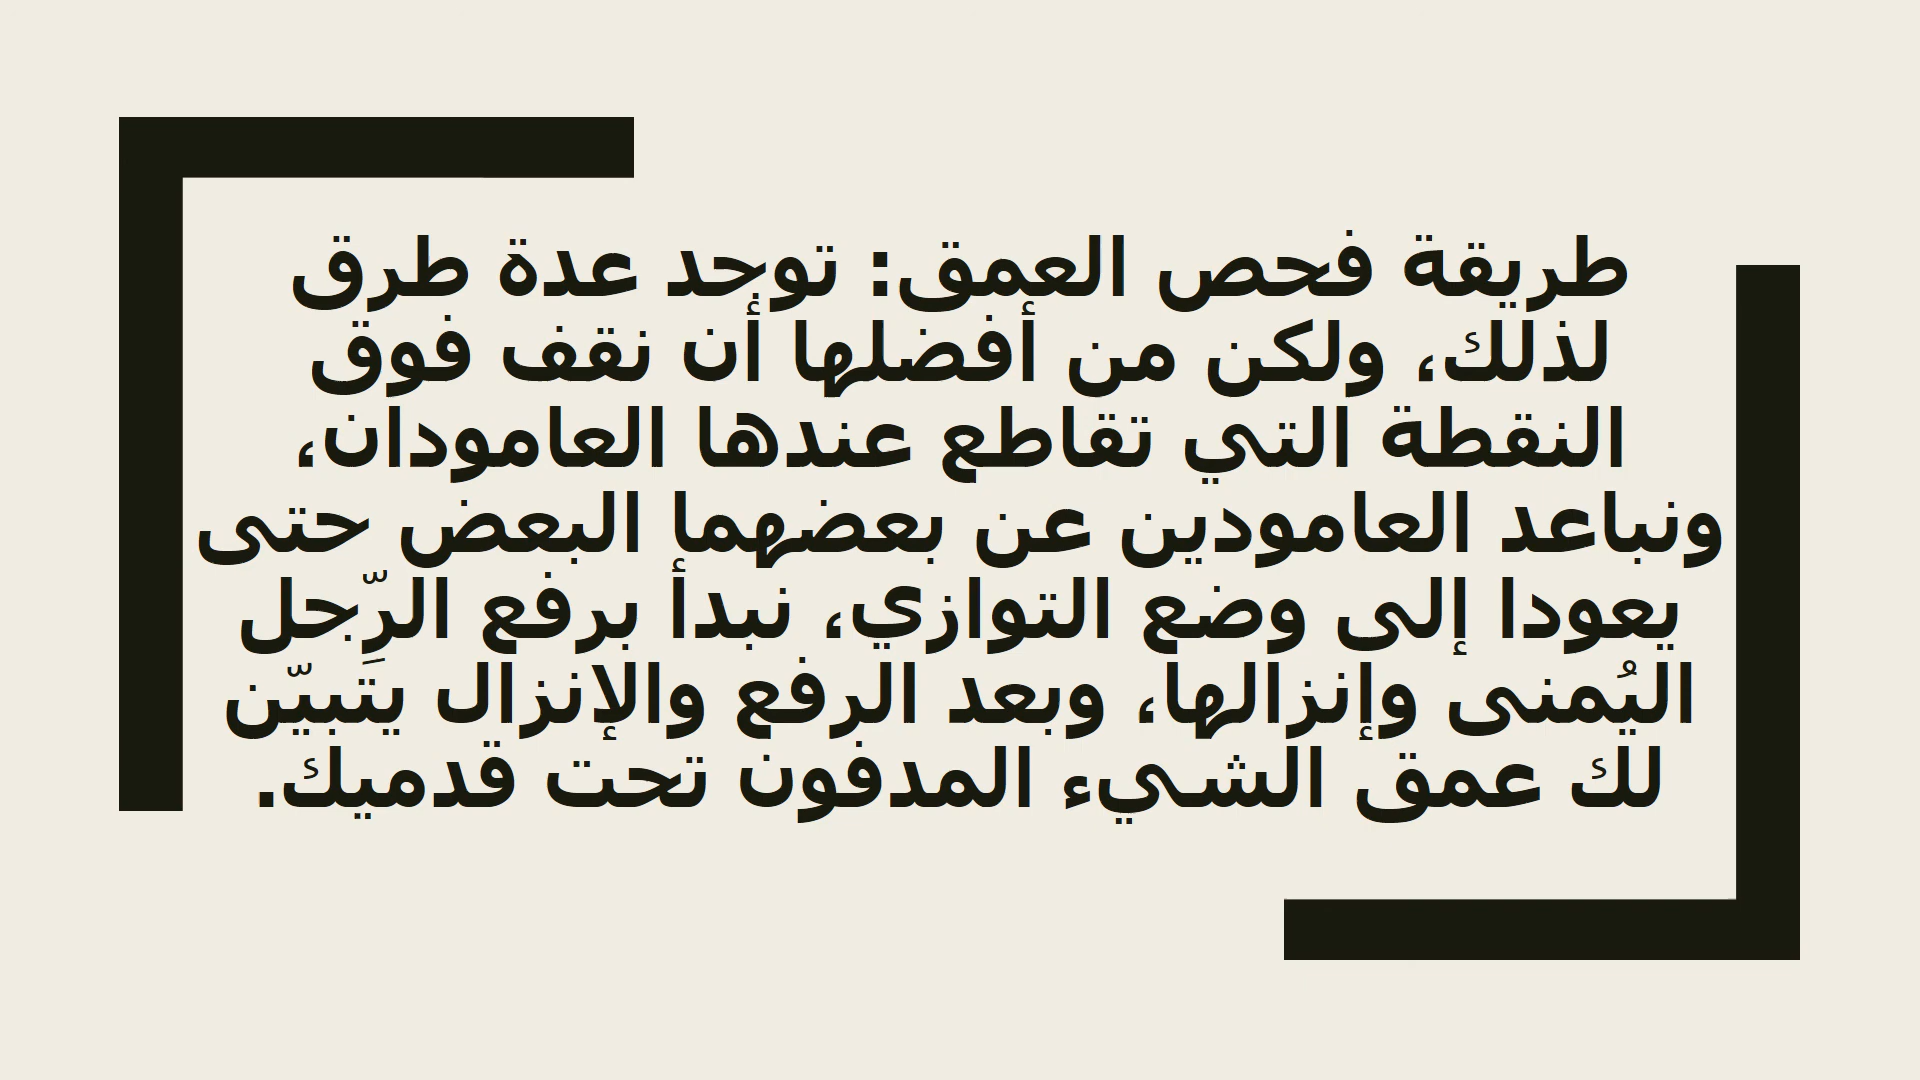 طريقة فحص العمق: توجد عدة طرق
لذلك، ولكن من أفضلها أن نقف فوق
النقطة التي تقاطع عندها العامودان،
ونباعد العامودين عن بعضهما البعض حتى
يعودا إلى وضع التوازي، نبدأ برفع الرّجل
اليُمنى وإنزالها، وبعد الرفع والإنزال يتَبيّن
لك عمق الشيء المدفون تحت قدميك.